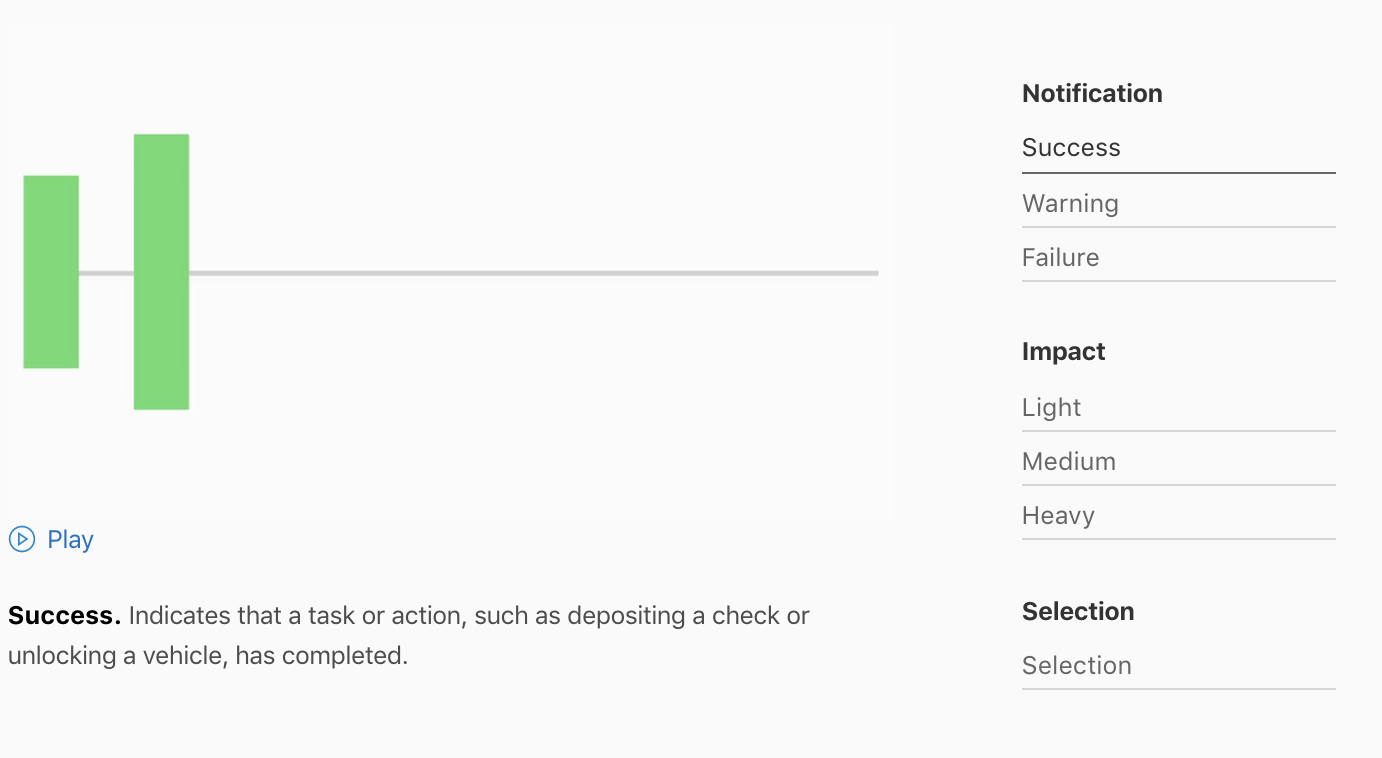 Notification
Success
Warning
Failure
Impact
Light
Medium
Heavy
Selection
Selection
Play
Success. Indicates that a task or action, such as depositing a check or
unlocking a vehicle, has completed.